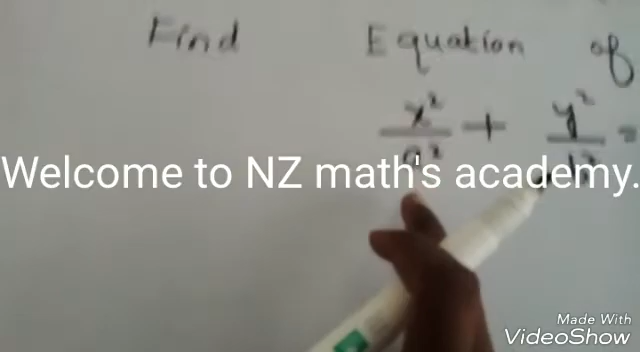 Find Equation of
x²/a² + y²/b² =
Welcome to NZ math's academy.
Made With
VideoShow